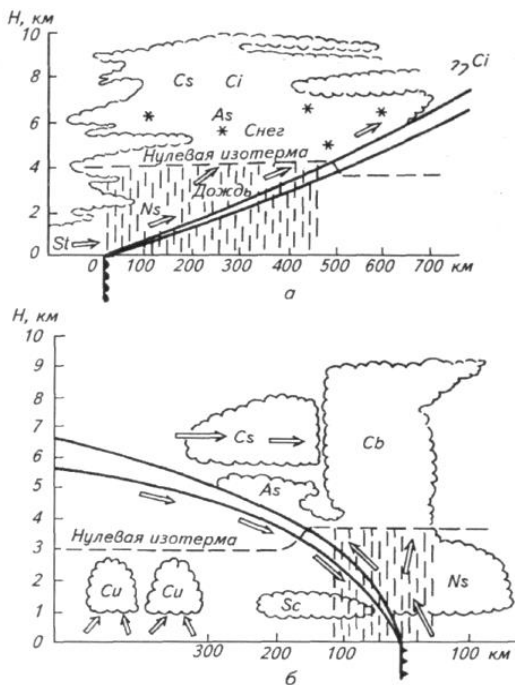 H, км
10
8
6
4
2
0
Cs Ci
Ci
As
Снег
Нулевая изотерма
Дождь
Ns
St
0 100 200 300 400 500 600 700 км
а
H, км
10
9
8
7
6
5
4
3
2
1
0
Cs
Cb
As
Нулевая изотерма
Cu Cu
Sc
Ns
300 200 100 км
б